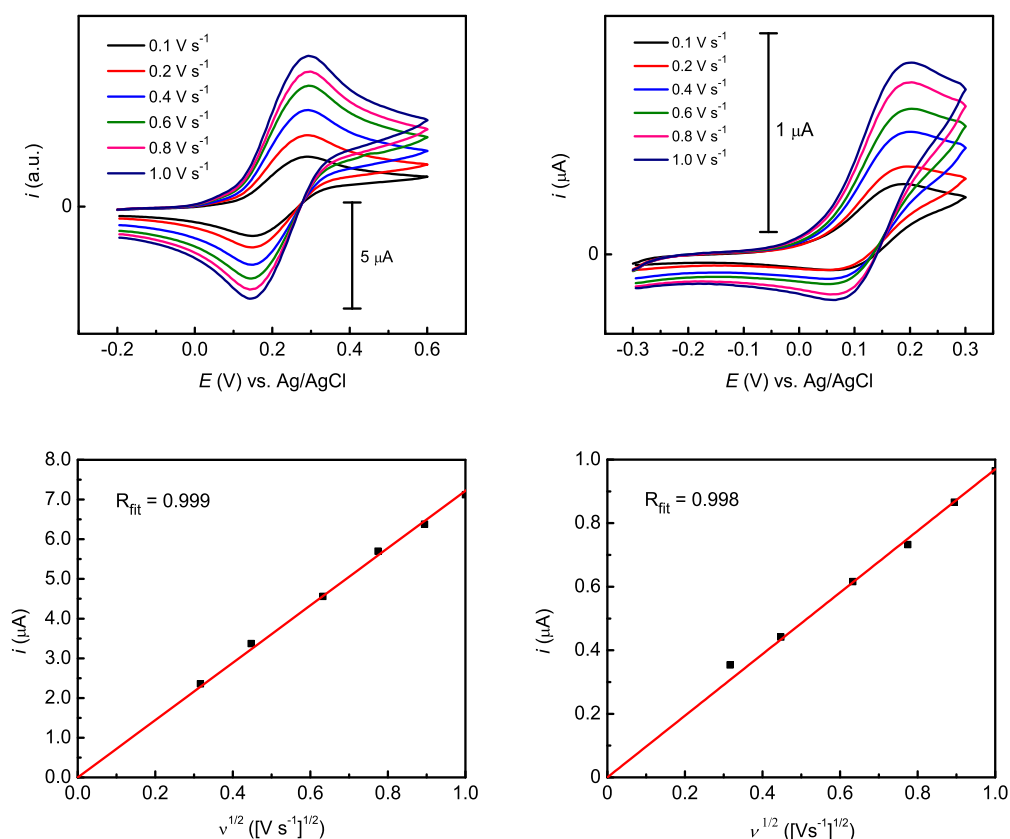 0.1 V s⁻¹
0.2 V s⁻¹
0.4 V s⁻¹
0.6 V s⁻¹
0.8 V s⁻¹
1.0 V s⁻¹
i (a.u.)
0
5 µA
-0.2 0.0 0.2 0.4 0.6
E (V) vs. Ag/AgCl
0.1 V s⁻¹
0.2 V s⁻¹
0.4 V s⁻¹
0.6 V s⁻¹
0.8 V s⁻¹
1.0 V s⁻¹
1 µA
i (µA)
0
-0.3 -0.2 -0.1 0.0 0.1 0.2 0.3
E (V) vs. Ag/AgCl
8.0
7.0
6.0
5.0
4.0
3.0
2.0
1.0
0.0
i (µA)
R_fit = 0.999
0 0.2 0.4 0.6 0.8 1.0
ν^1/2 ([V s⁻¹]^1/2)
1.0
0.8
0.6
0.4
0.2
0
i (µA)
R_fit = 0.998
0 0.2 0.4 0.6 0.8 1.0
ν^1/2 ([Vs⁻¹]^1/2)